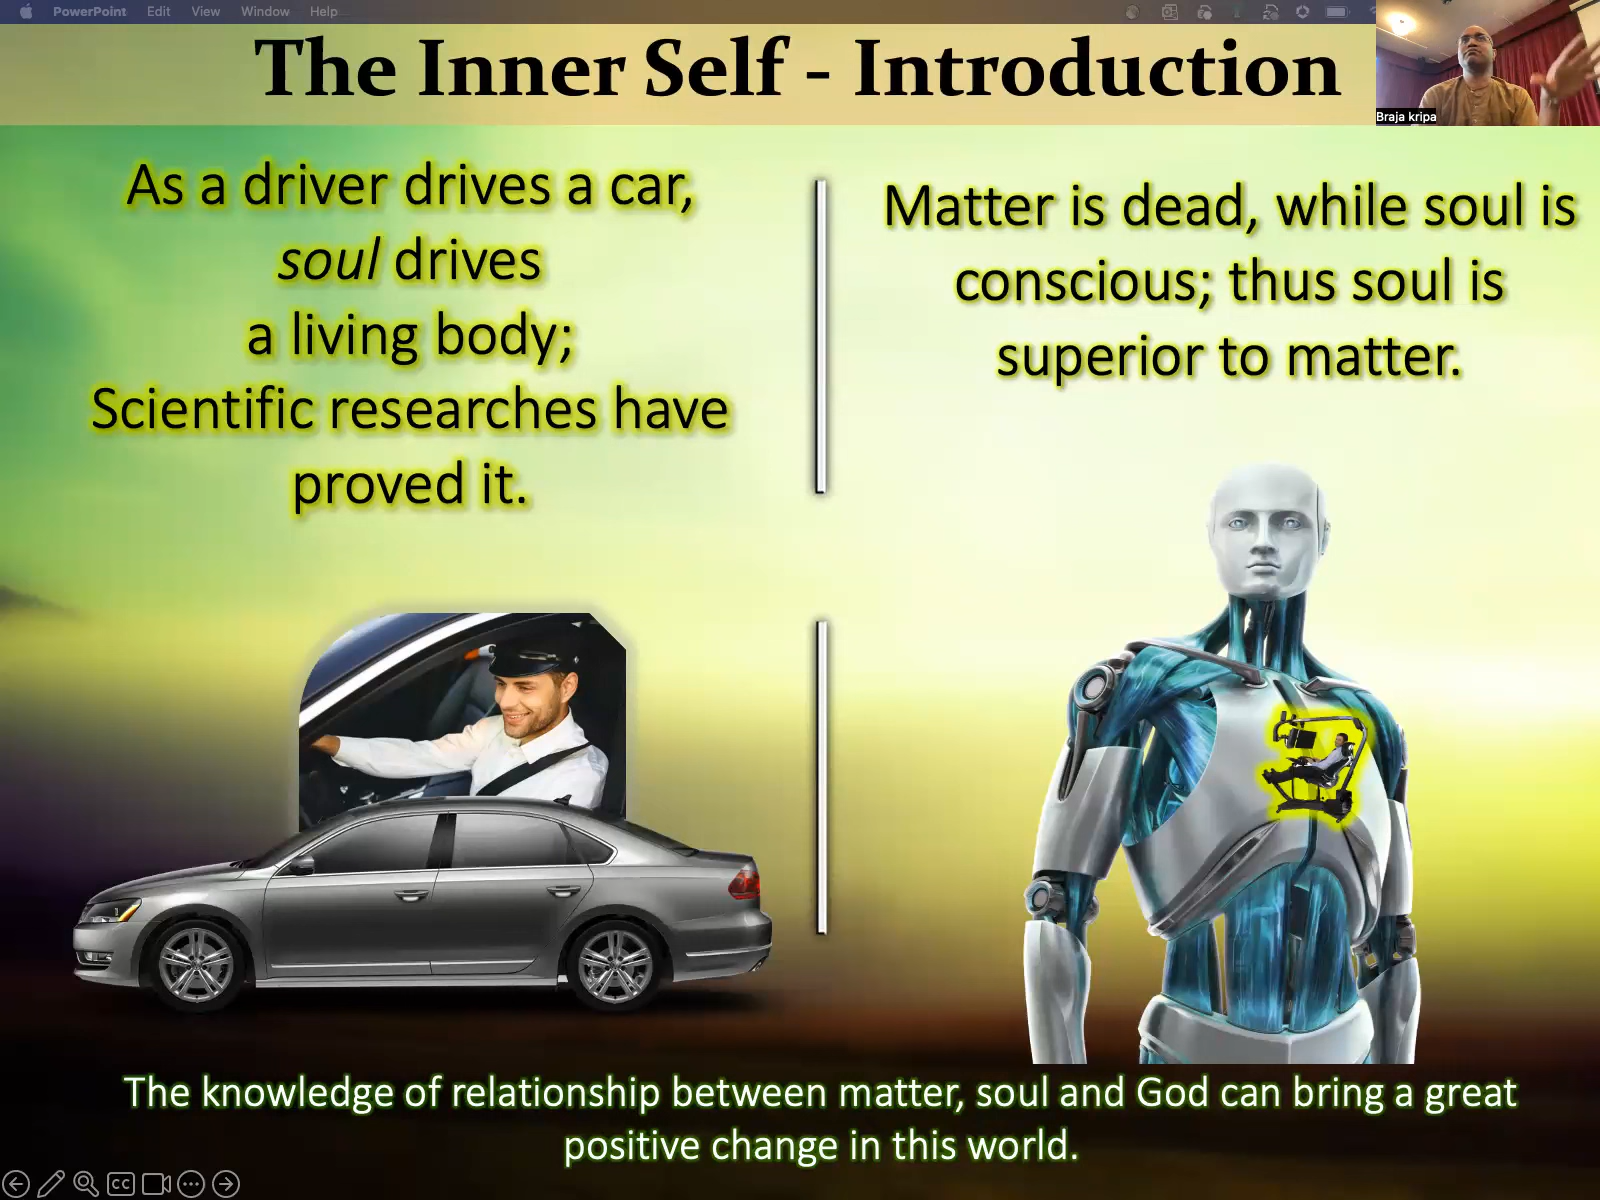 PowerPoint Edit View Window Help
The Inner Self - Introduction
Braja kripa
As a driver drives a car,
soul drives
a living body;
Scientific researches have
proved it.
Matter is dead, while soul is
conscious; thus soul is
superior to matter.
The knowledge of relationship between matter, soul and God can bring a great
positive change in this world.
CC